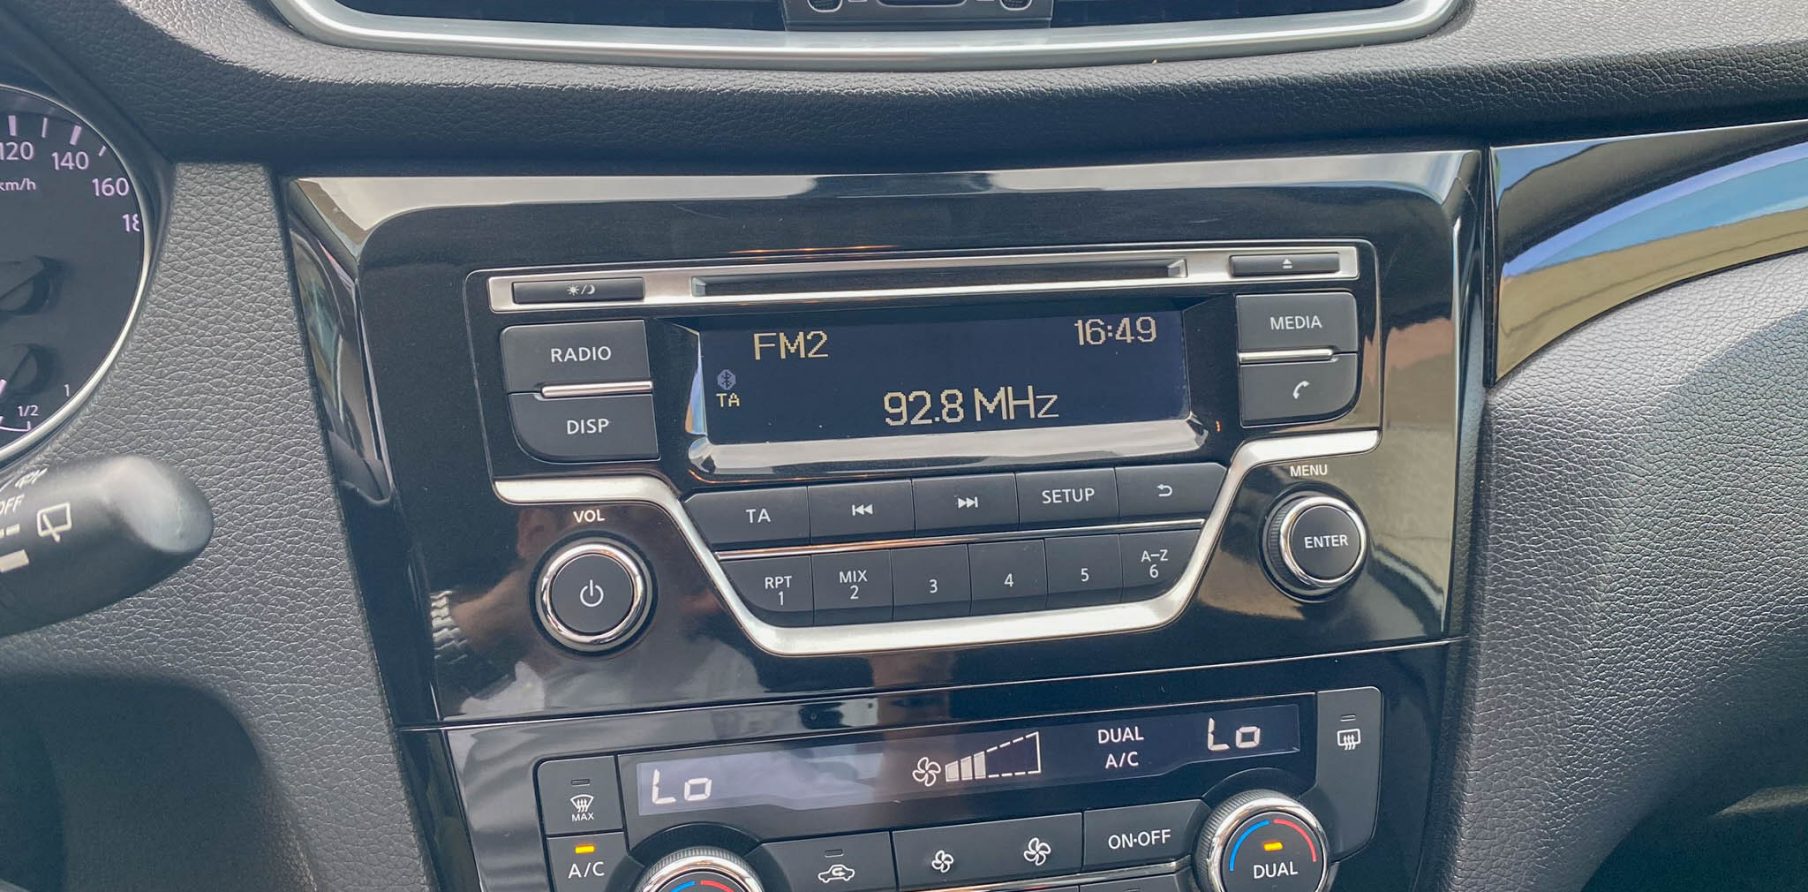 120
140
160
km/h
1/2
1
OFF
RADIO
DISP
FM2
16:49
TA
92.8 MHz
MEDIA
VOL
TA
SETUP
MENU
ENTER
RPT
1
MIX
2
3
4
5
A-Z
6
Lo
DUAL
A/C
Lo
MAX
A/C
ON·OFF
DUAL